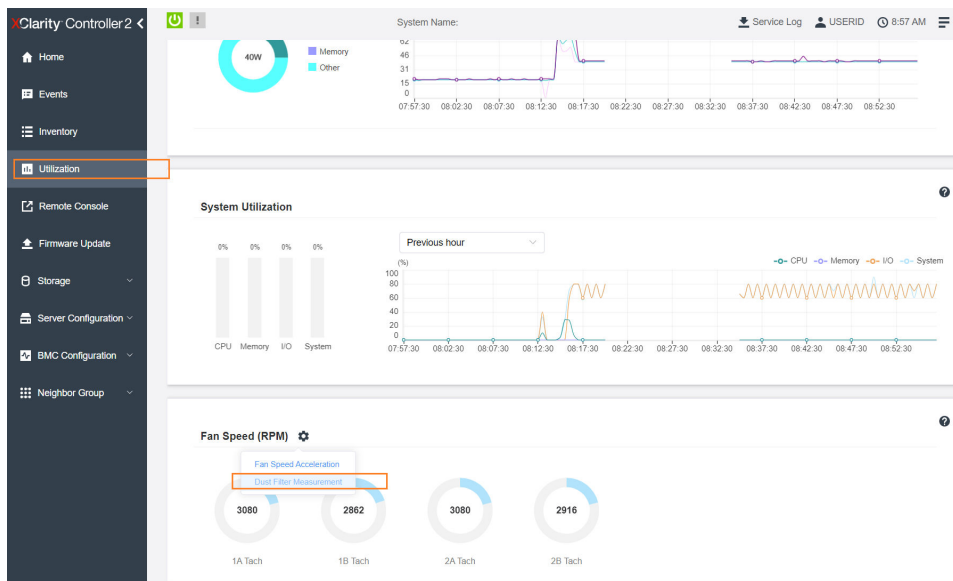 XClarity Controller 2
System Name:
Service Log USERID 8:57 AM
Home
Events
Inventory
Utilization
Remote Console
Firmware Update
Storage
Server Configuration
BMC Configuration
Neighbor Group
40W
Memory
Other
62
46
31
15
0
07:57:30 08:02:30 08:07:30 08:12:30 08:17:30 08:22:30 08:27:30 08:32:30 08:37:30 08:42:30 08:47:30 08:52:30
System Utilization
0% 0% 0% 0%
CPU Memory I/O System
Previous hour
(%)
CPU Memory I/O System
100
80
60
40
20
0
07:57:30 08:02:30 08:07:30 08:12:30 08:17:30 08:22:30 08:27:30 08:32:30 08:37:30 08:42:30 08:47:30 08:52:30
Fan Speed (RPM)
Fan Speed Acceleration
Dust Filter Measurement
3080 2862 3080 2916
1A Tach 1B Tach 2A Tach 2B Tach